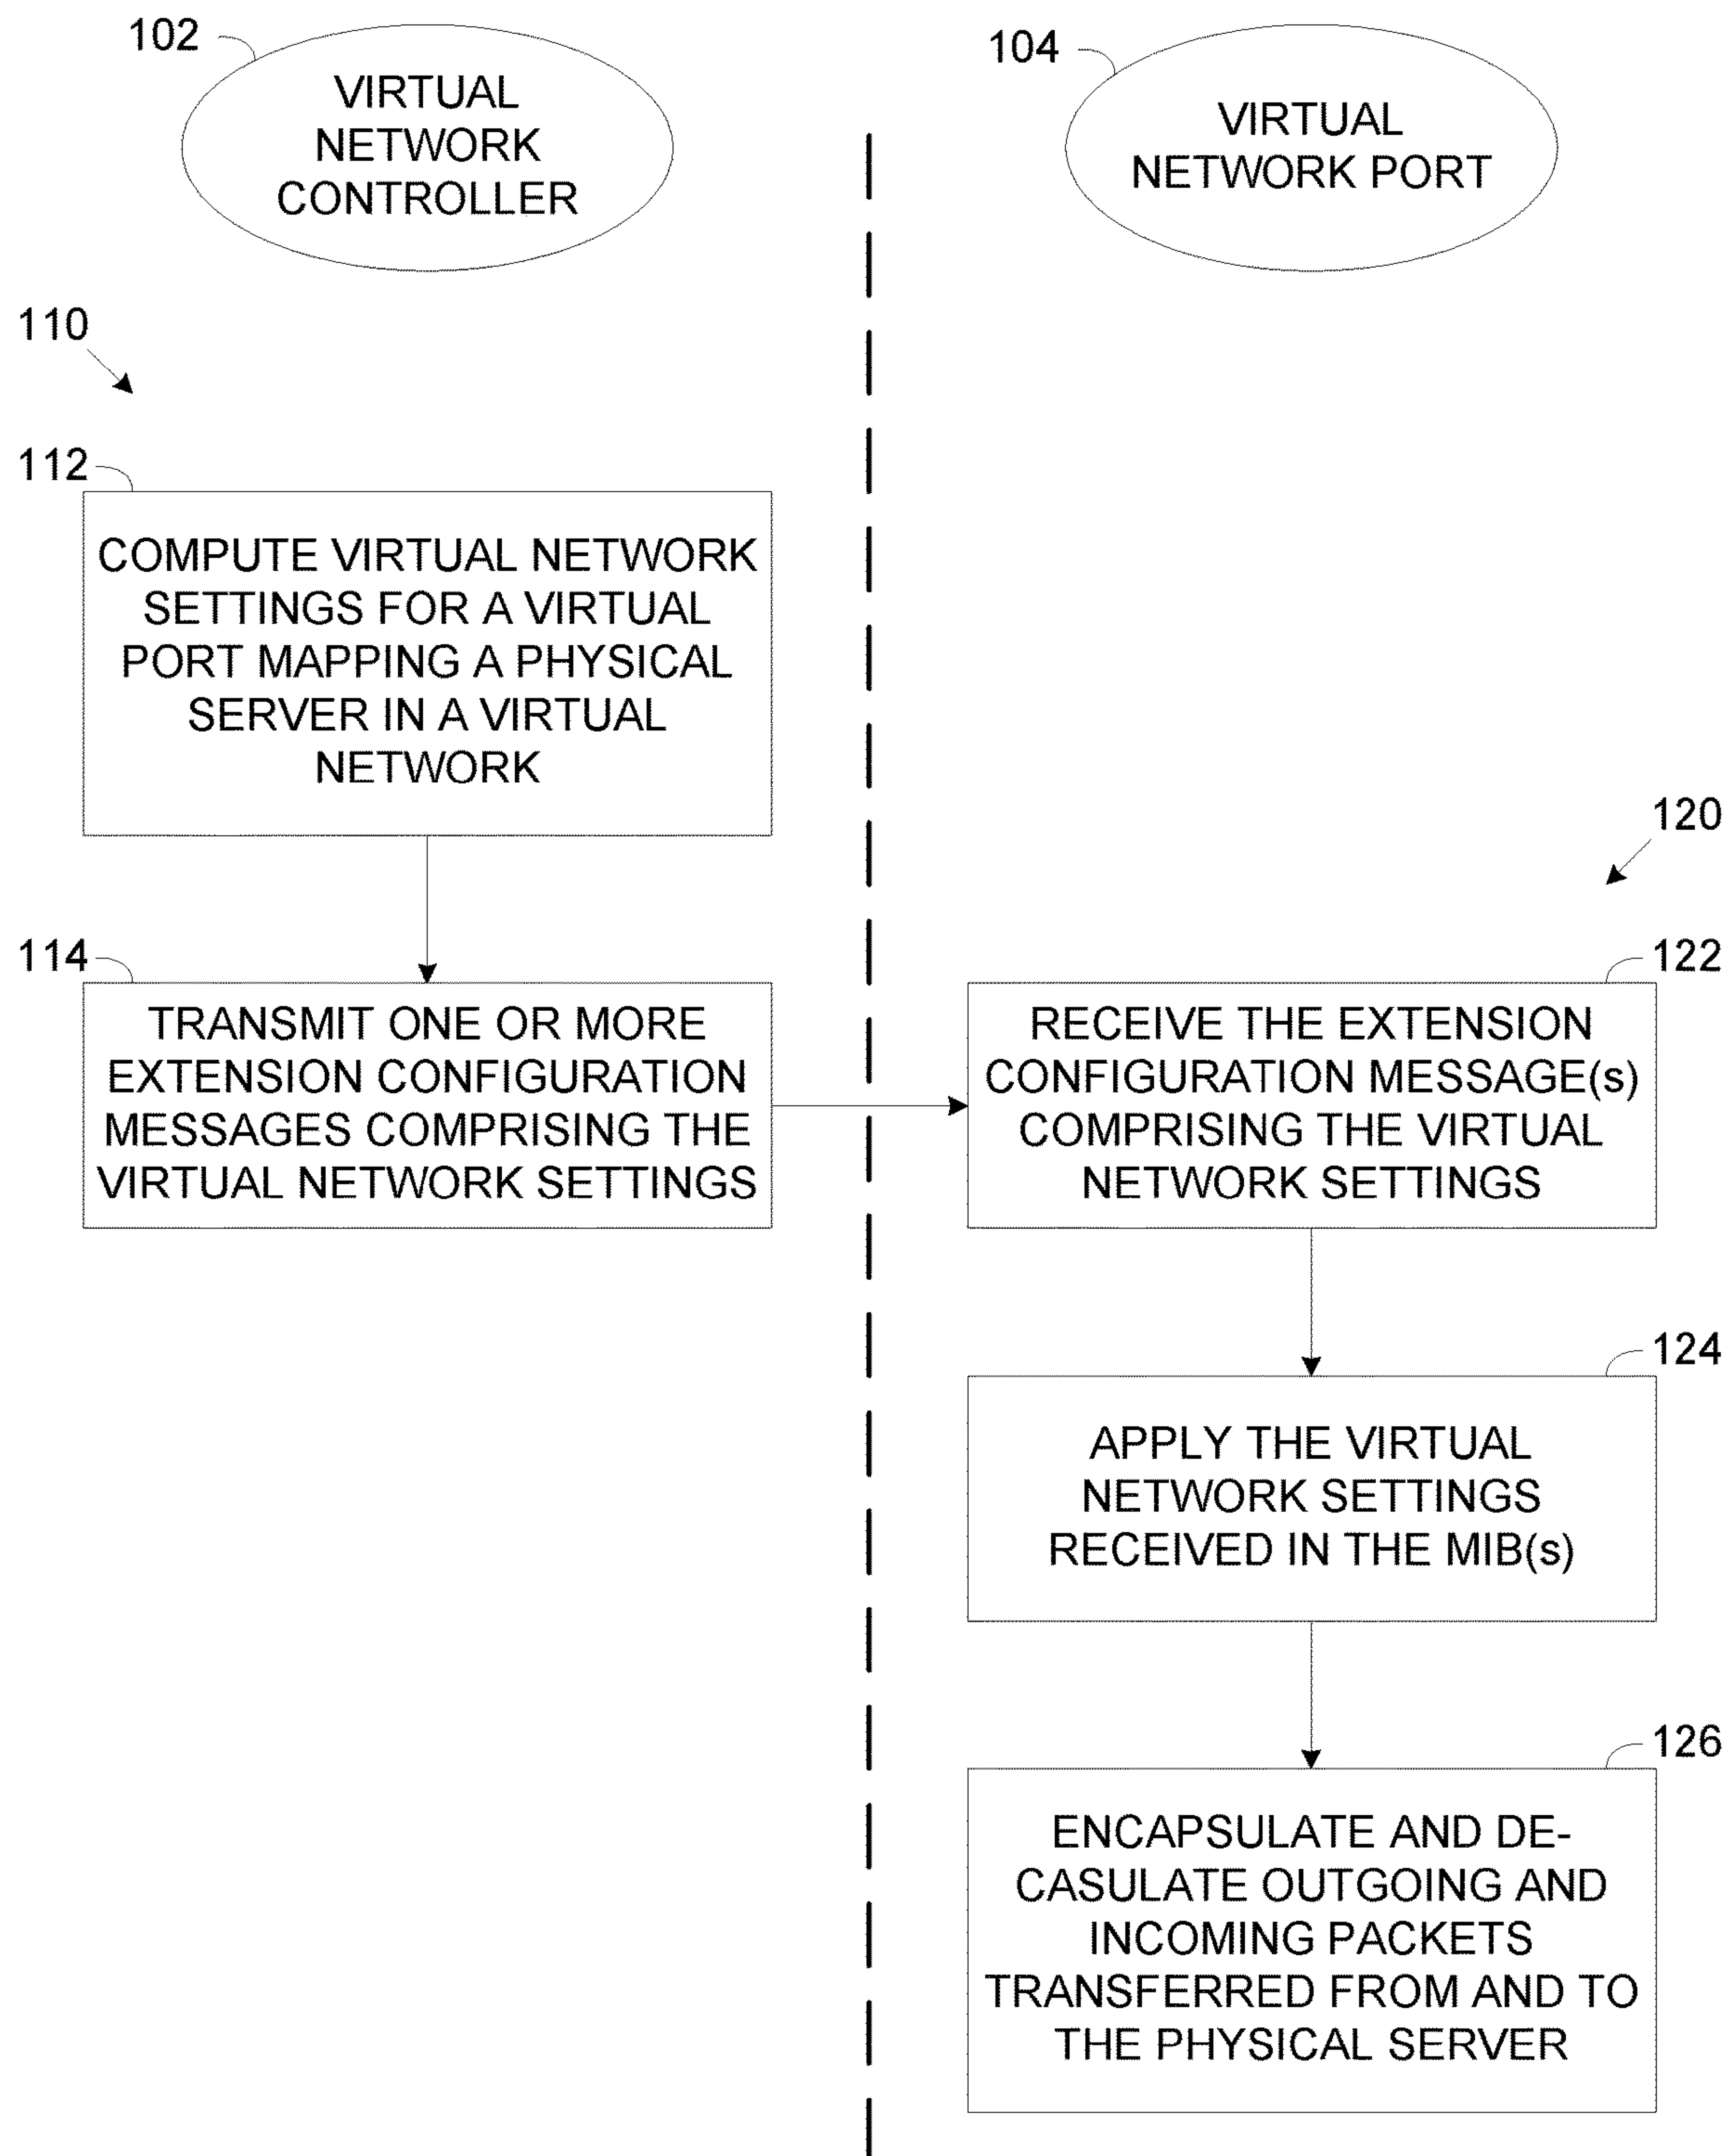 102
VIRTUAL
NETWORK
CONTROLLER
104
VIRTUAL
NETWORK PORT
110
112
COMPUTE VIRTUAL NETWORK
SETTINGS FOR A VIRTUAL
PORT MAPPING A PHYSICAL
SERVER IN A VIRTUAL
NETWORK
114
TRANSMIT ONE OR MORE
EXTENSION CONFIGURATION
MESSAGES COMPRISING THE
VIRTUAL NETWORK SETTINGS
120
122
RECEIVE THE EXTENSION
CONFIGURATION MESSAGE(s)
COMPRISING THE VIRTUAL
NETWORK SETTINGS
124
APPLY THE VIRTUAL
NETWORK SETTINGS
RECEIVED IN THE MIB(s)
126
ENCAPSULATE AND DE-
CASULATE OUTGOING AND
INCOMING PACKETS
TRANSFERRED FROM AND TO
THE PHYSICAL SERVER